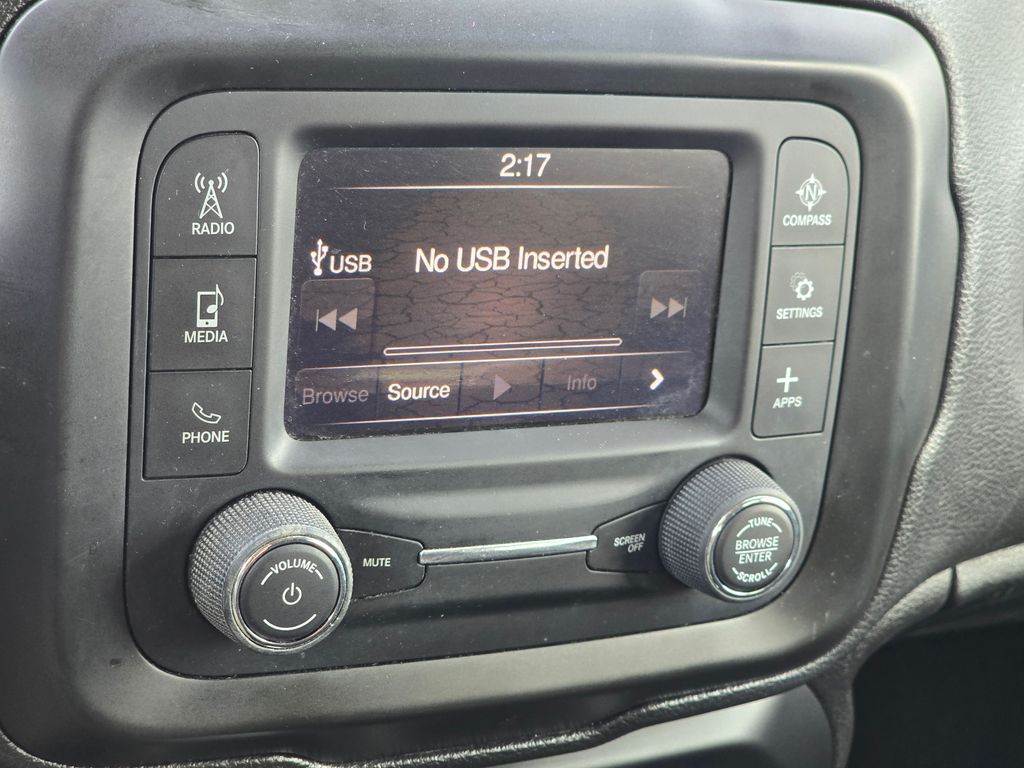 2:17
RADIO
MEDIA
PHONE
USB
No USB Inserted
Browse
Source
Info
N
COMPASS
SETTINGS
APPS
VOLUME
MUTE
SCREEN
OFF
TUNE
BROWSE
ENTER
SCROLL